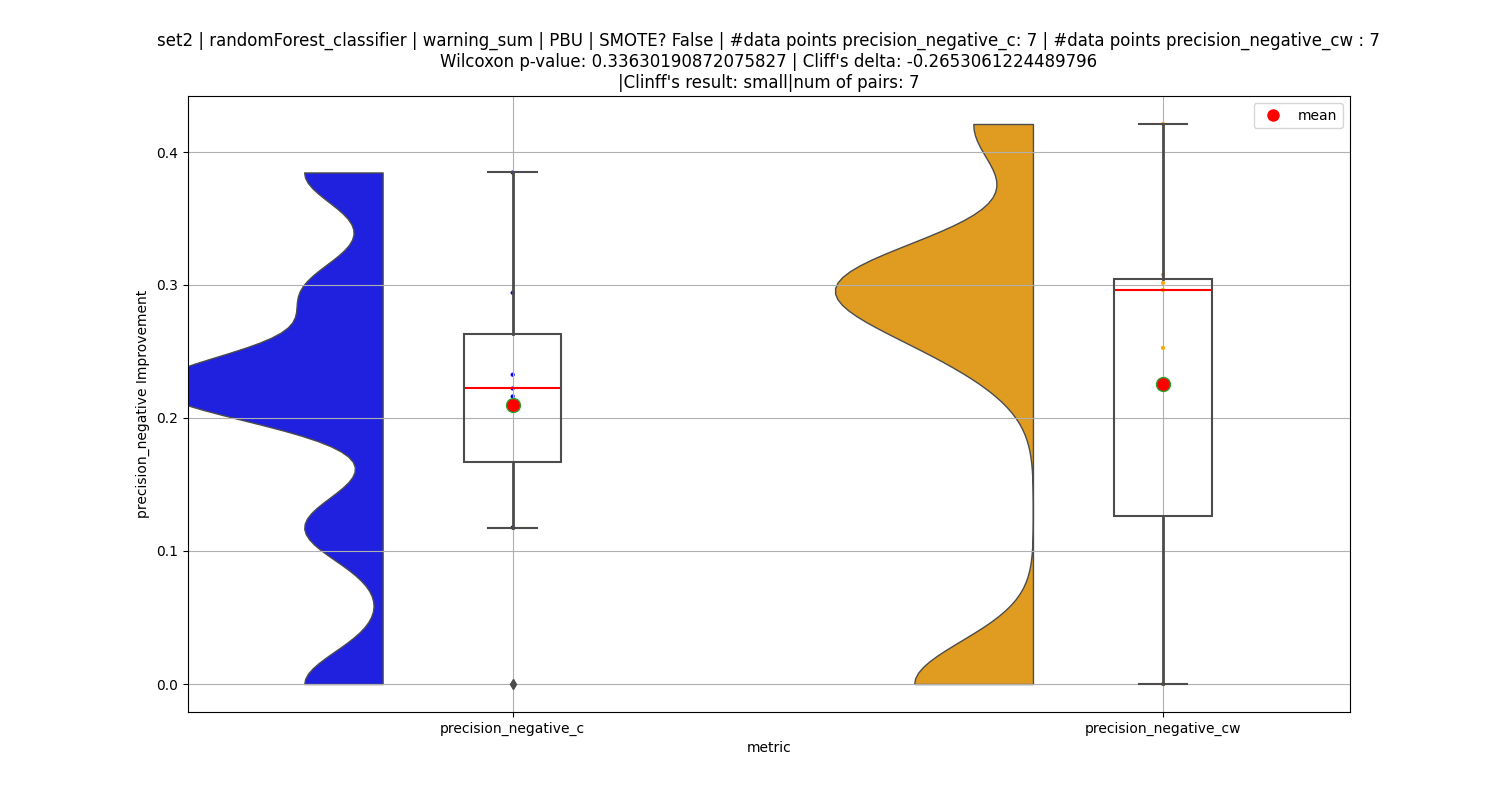 set2 | randomForest_classifier | warning_sum | PBU | SMOTE? False | #data points precision_negative_c: 7 | #data points precision_negative_cw : 7
Wilcoxon p-value: 0.33630190872075827 | Cliff's delta: -0.2653061224489796
|Clinff's result: small|num of pairs: 7
mean
0.4
0.3
0.2
0.1
0.0
precision_negative Improvement
precision_negative_c
precision_negative_cw
metric